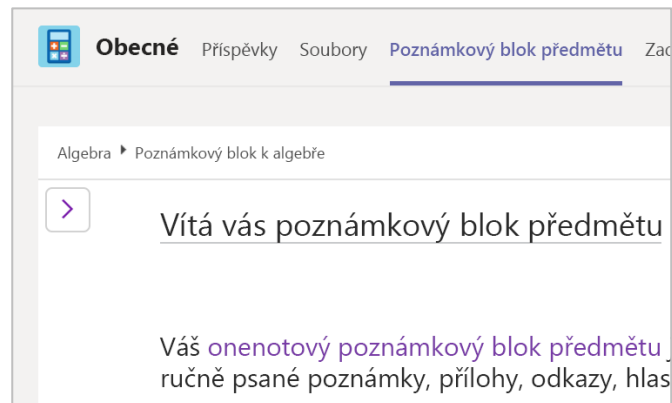 Obecné Příspěvky Soubory Poznámkový blok předmětu
Algebra Poznámkový blok k algebře
Vítá vás poznámkový blok předmětu
Váš onenotový poznámkový blok předmětu
ručně psané poznámky, přílohy, odkazy,